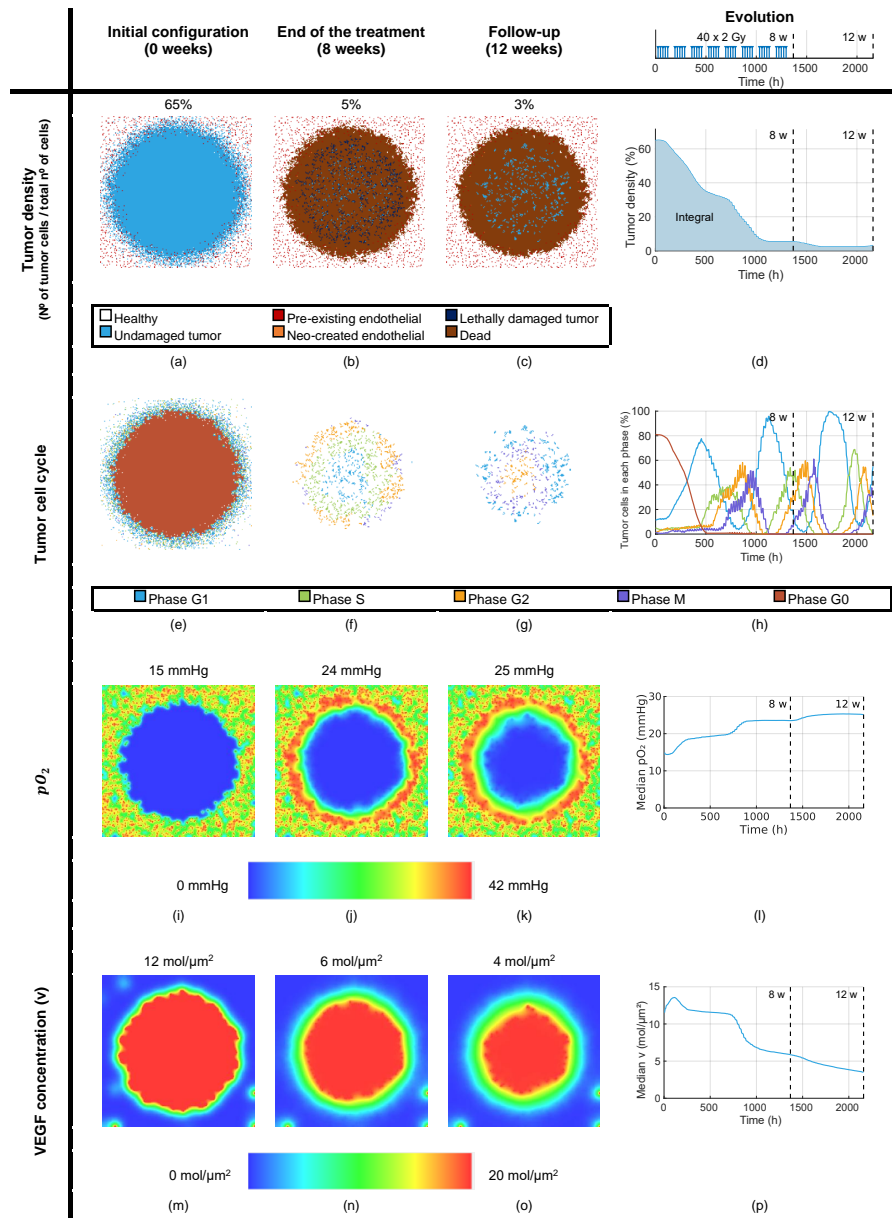 Initial configuration
(0 weeks)
End of the treatment
(8 weeks)
Follow-up
(12 weeks)
Evolution
40 x 2 Gy
8 w
12 w
0 500 1000 1500 2000
Time (h)
Tumor density
(Nº of tumor cells / total nº of cells)
65%
5%
3%
Tumor density (%)
60
40
20
0
8 w
12 w
Integral
0 500 1000 1500 2000
Time (h)
Healthy
Pre-existing endothelial
Lethally damaged tumor
Undamaged tumor
Neo-created endothelial
Dead
(a)
(b)
(c)
(d)
Tumor cell cycle
Tumor cells in each phase (%)
100
80
60
40
20
0
8 w
12 w
0 500 1000 1500 2000
Time (h)
Phase G1
Phase S
Phase G2
Phase M
Phase G0
(e)
(f)
(g)
(h)
pO2
15 mmHg
24 mmHg
25 mmHg
Median pO2 (mmHg)
30
20
10
0
8 w
12 w
0 500 1000 1500 2000
Time (h)
0 mmHg
42 mmHg
(i)
(j)
(k)
(l)
VEGF concentration (v)
12 mol/µm²
6 mol/µm²
4 mol/µm²
Median v (mol/µm²)
15
10
5
0
8 w
12 w
0 500 1000 1500 2000
Time (h)
0 mol/µm²
20 mol/µm²
(m)
(n)
(o)
(p)